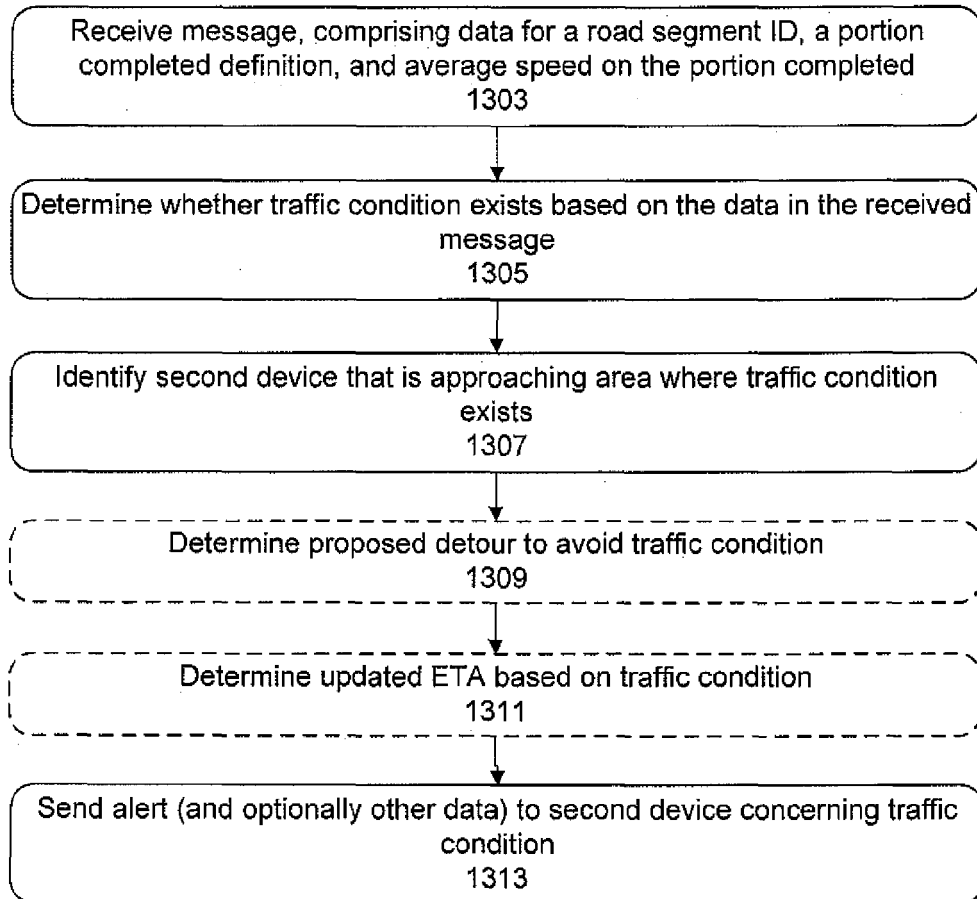 Receive message, comprising data for a road segment ID, a portion
completed definition, and average speed on the portion completed
1303
Determine whether traffic condition exists based on the data in the received
message
1305
Identify second device that is approaching area where traffic condition
exists
1307
Determine proposed detour to avoid traffic condition
1309
Determine updated ETA based on traffic condition
1311
Send alert (and optionally other data) to second device concerning traffic
condition
1313